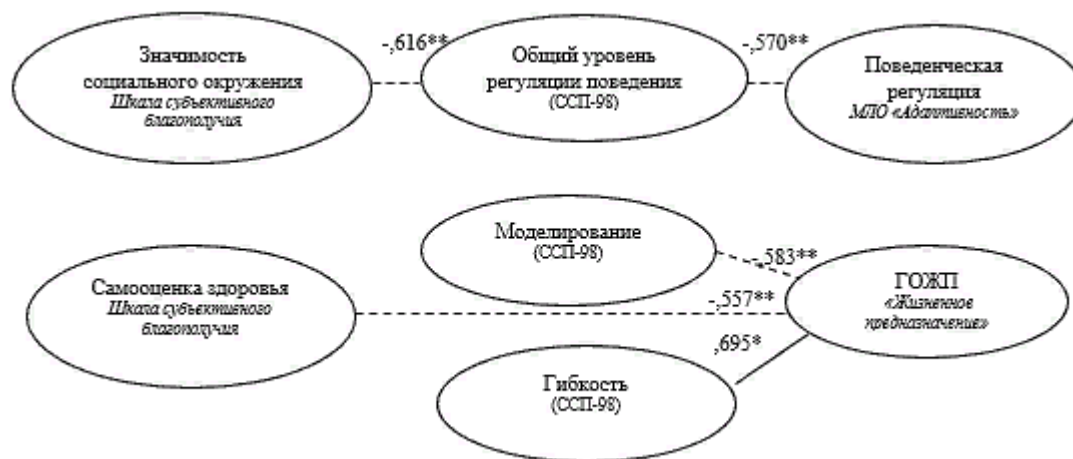 -,616**
-,570**
Значимость
социального окружения
Шкала субъективного
благополучия
Общий уровень
регуляции поведения
(ССП-98)
Поведенческая
регуляция
МЛО «Адаптивность»
Моделирование
(ССП-98)
-,583**
Самооценка здоровья
Шкала субъективного
благополучия
-,557**
ГОЖП
«Жизненное
предназначение»
,695*
Гибкость
(ССП-98)